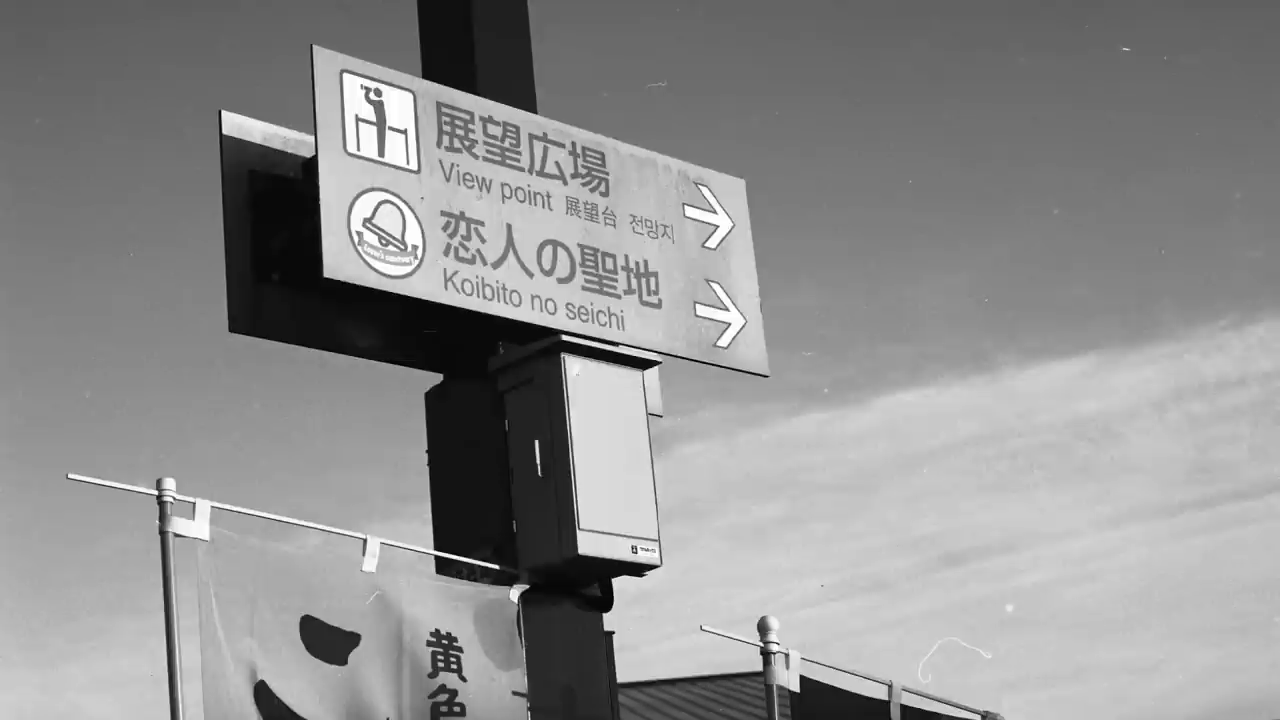 展望広場
View point 展望台 전망지
恋人の聖地
Koibito no seichi
黄色